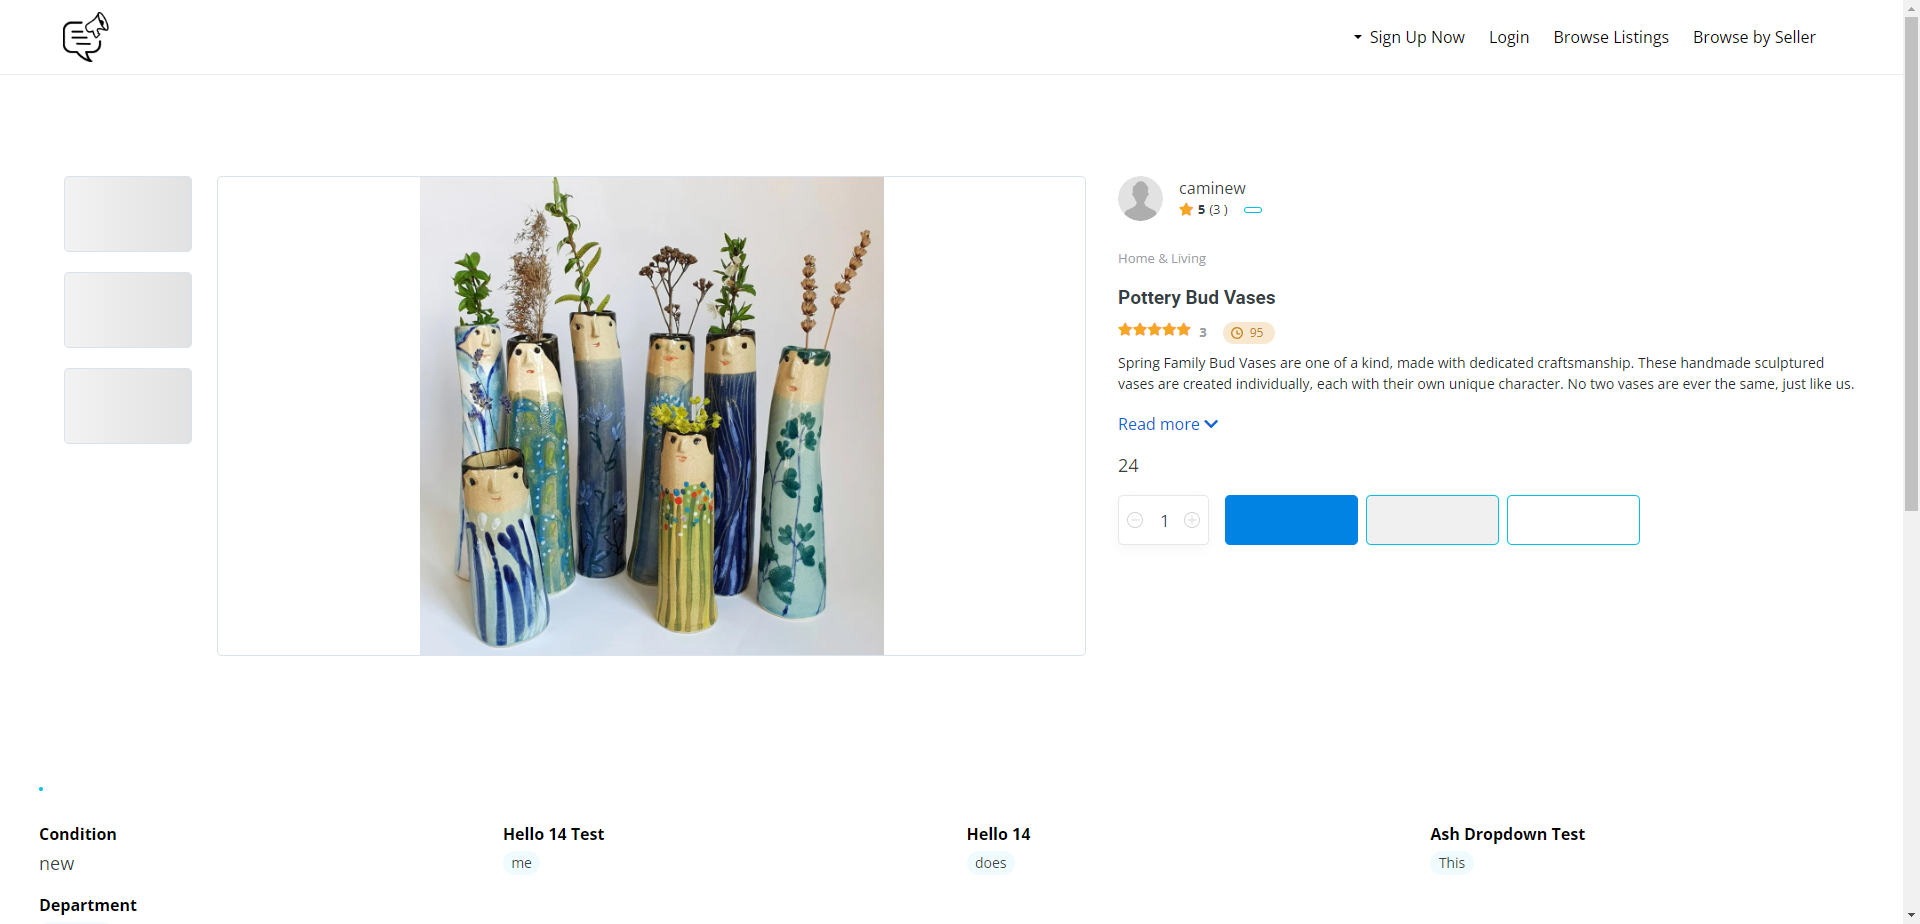 Sign Up Now
Login
Browse Listings
Browse by Seller
caminew
5 (3 )
Home & Living
Pottery Bud Vases
3
95
Spring Family Bud Vases are one of a kind, made with dedicated craftsmanship. These handmade sculptured
vases are created individually, each with their own unique character. No two vases are ever the same, just like us.
Read more
24
1
Condition
new
Hello 14 Test
me
Hello 14
does
Ash Dropdown Test
This
Department